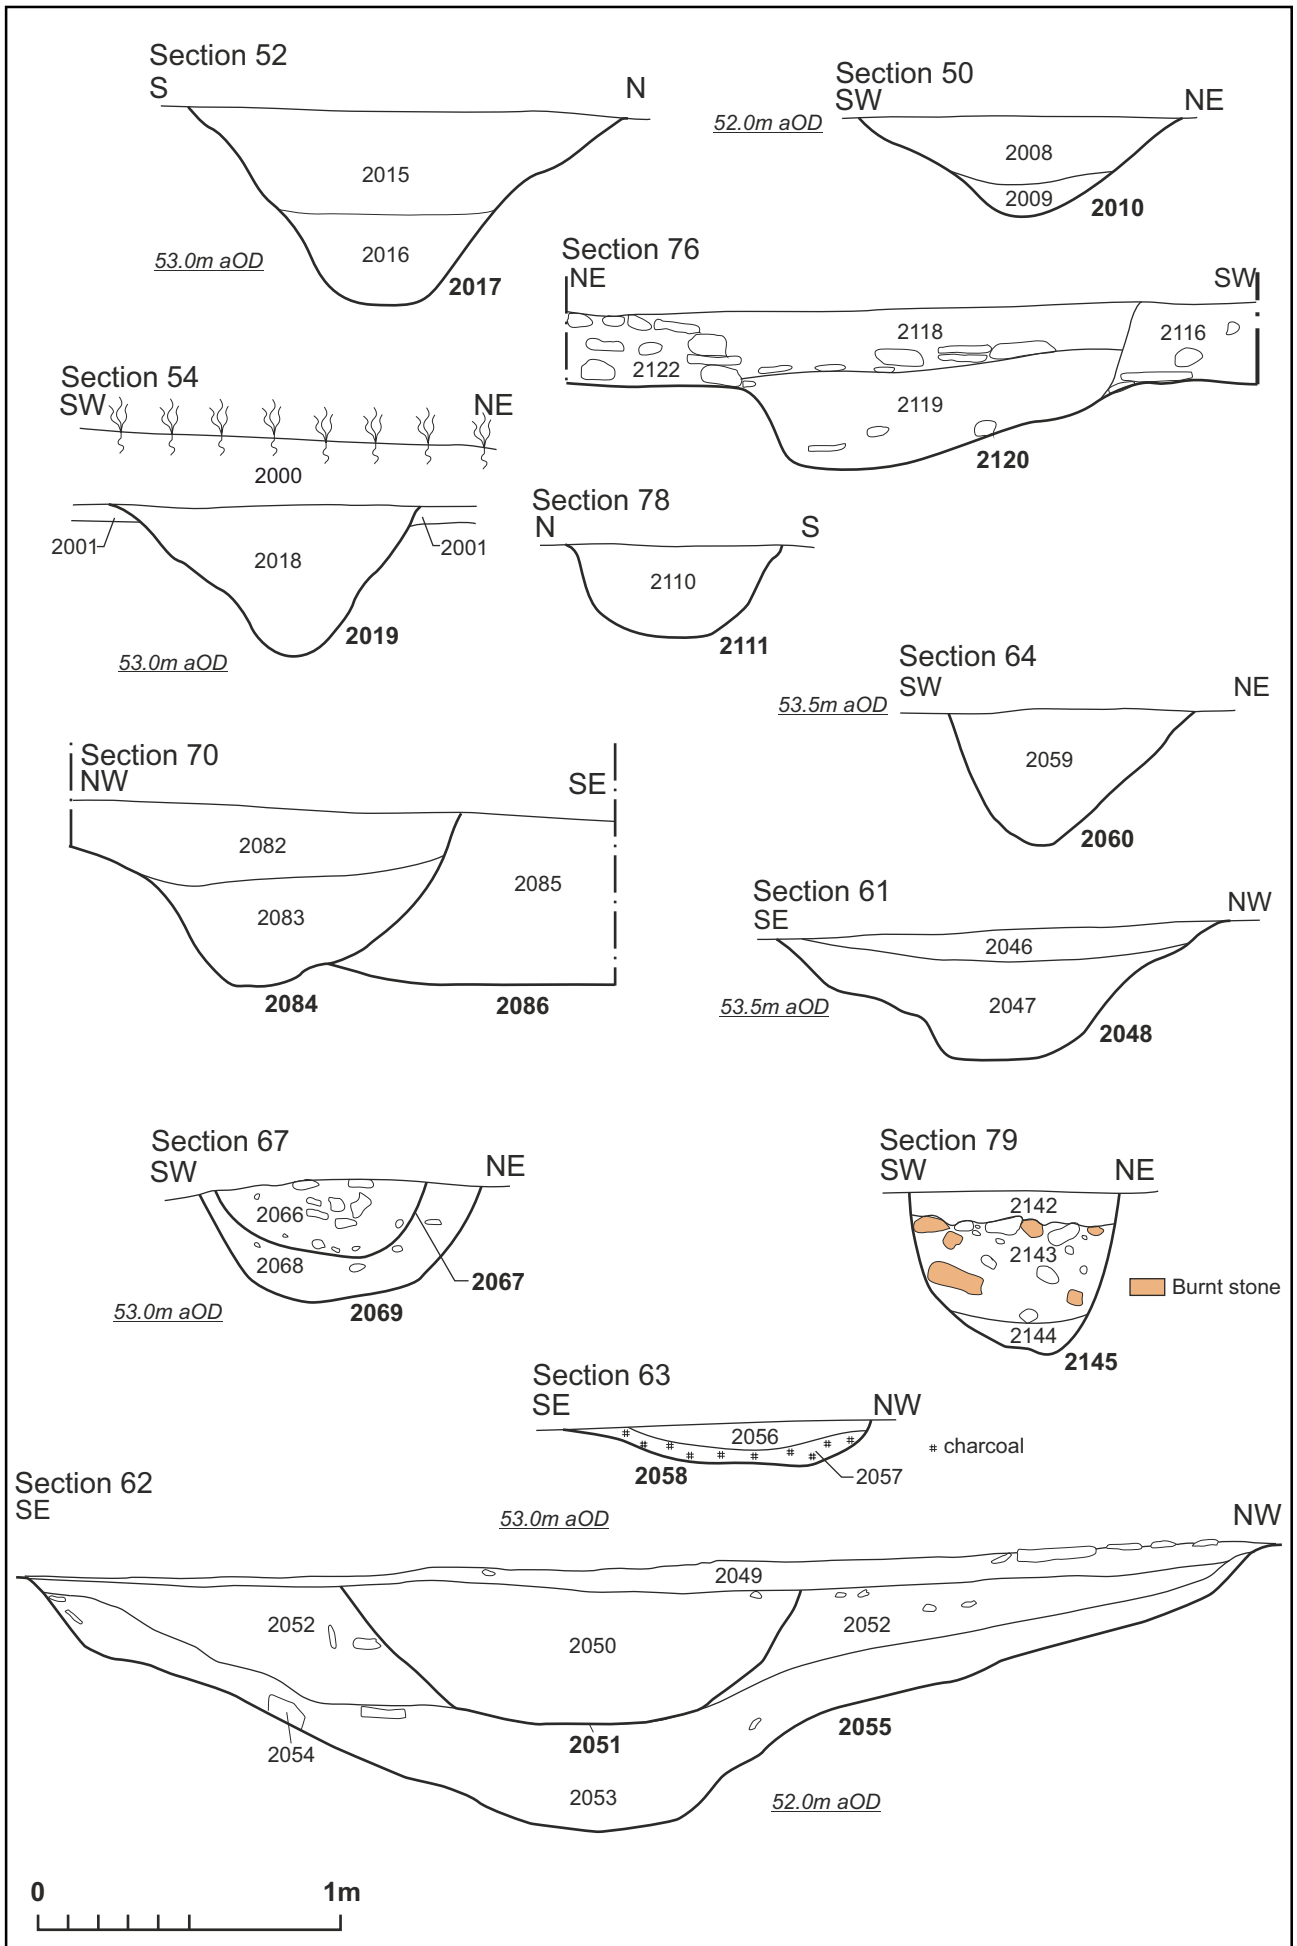 Section 52
S N
2015
2016
53.0m aOD
2017
Section 50
SW NE
52.0m aOD
2008
2009
2010
Section 76
NE SW
2118
2116
2122
2119
2120
Section 54
SW NE
2000
2001 2001
2018
2019
53.0m aOD
Section 78
N S
2110
2111
Section 64
SW NE
53.5m aOD
2059
2060
Section 70
NW SE
2082
2085
2083
2084 2086
Section 61
SE NW
2046
53.5m aOD
2047
2048
Section 67
SW NE
2066
2068
2067
53.0m aOD
2069
Section 79
SW NE
2142
2143
Burnt stone
2144
2145
Section 63
SE NW
2056
# charcoal
2058 2057
Section 62
SE NW
53.0m aOD
2049
2052 2050 2052
2051 2055
2054
2053
52.0m aOD
0 1m